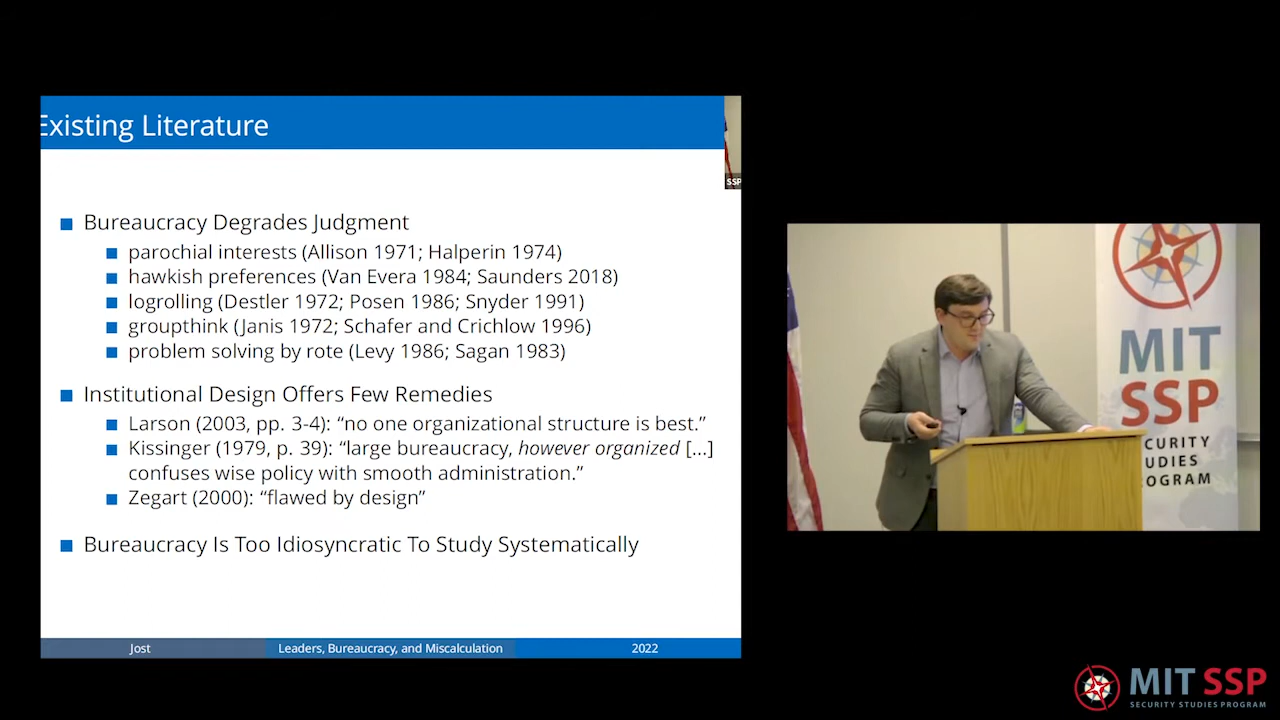 Existing Literature
SSP
Bureaucracy Degrades Judgment
parochial interests (Allison 1971; Halperin 1974)
hawkish preferences (Van Evera 1984; Saunders 2018)
logrolling (Destler 1972; Posen 1986; Snyder 1991)
groupthink (Janis 1972; Schafer and Crichlow 1996)
problem solving by rote (Levy 1986; Sagan 1983)
Institutional Design Offers Few Remedies
Larson (2003, pp. 3-4): “no one organizational structure is best.”
Kissinger (1979, p. 39): “large bureaucracy, however organized [...]
confuses wise policy with smooth administration.”
Zegart (2000): “flawed by design”
Bureaucracy Is Too Idiosyncratic To Study Systematically
Jost
Leaders, Bureaucracy, and Miscalculation
2022
MIT
SSP
CURITY
UDIES
OGRAM
MIT SSP
SECURITY STUDIES PROGRAM